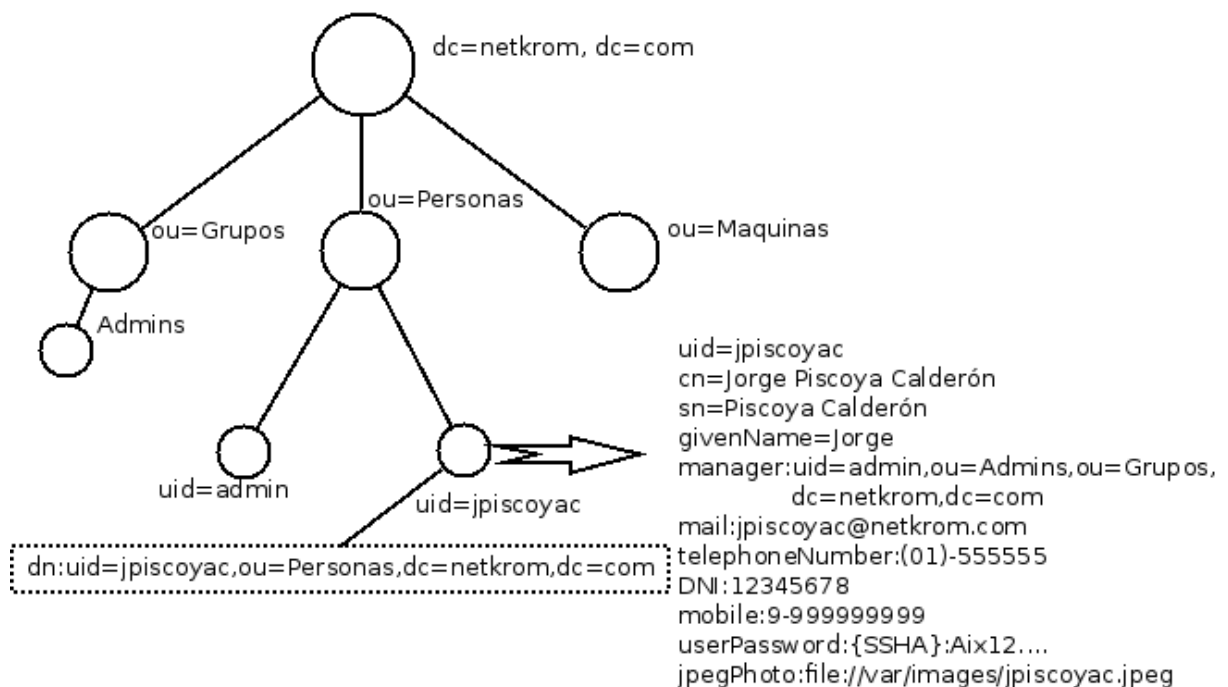 dc=netkrom, dc=com
ou=Personas
ou=Grupos
ou=Maquinas
Admins
uid=admin
uid=jpiscoyac
dn:uid=jpiscoyac,ou=Personas,dc=netkrom,dc=com
uid=jpiscoyac
cn=Jorge Piscoya Calderón
sn=Piscoya Calderón
givenName=Jorge
manager:uid=admin,ou=Admins,ou=Grupos,
dc=netkrom,dc=com
mail:jpiscoyac@netkrom.com
telephoneNumber:(01)-555555
DNI:12345678
mobile:9-999999999
userPassword:{SSHA}:Aix12....
jpegPhoto:file://var/images/jpiscoyac.jpeg